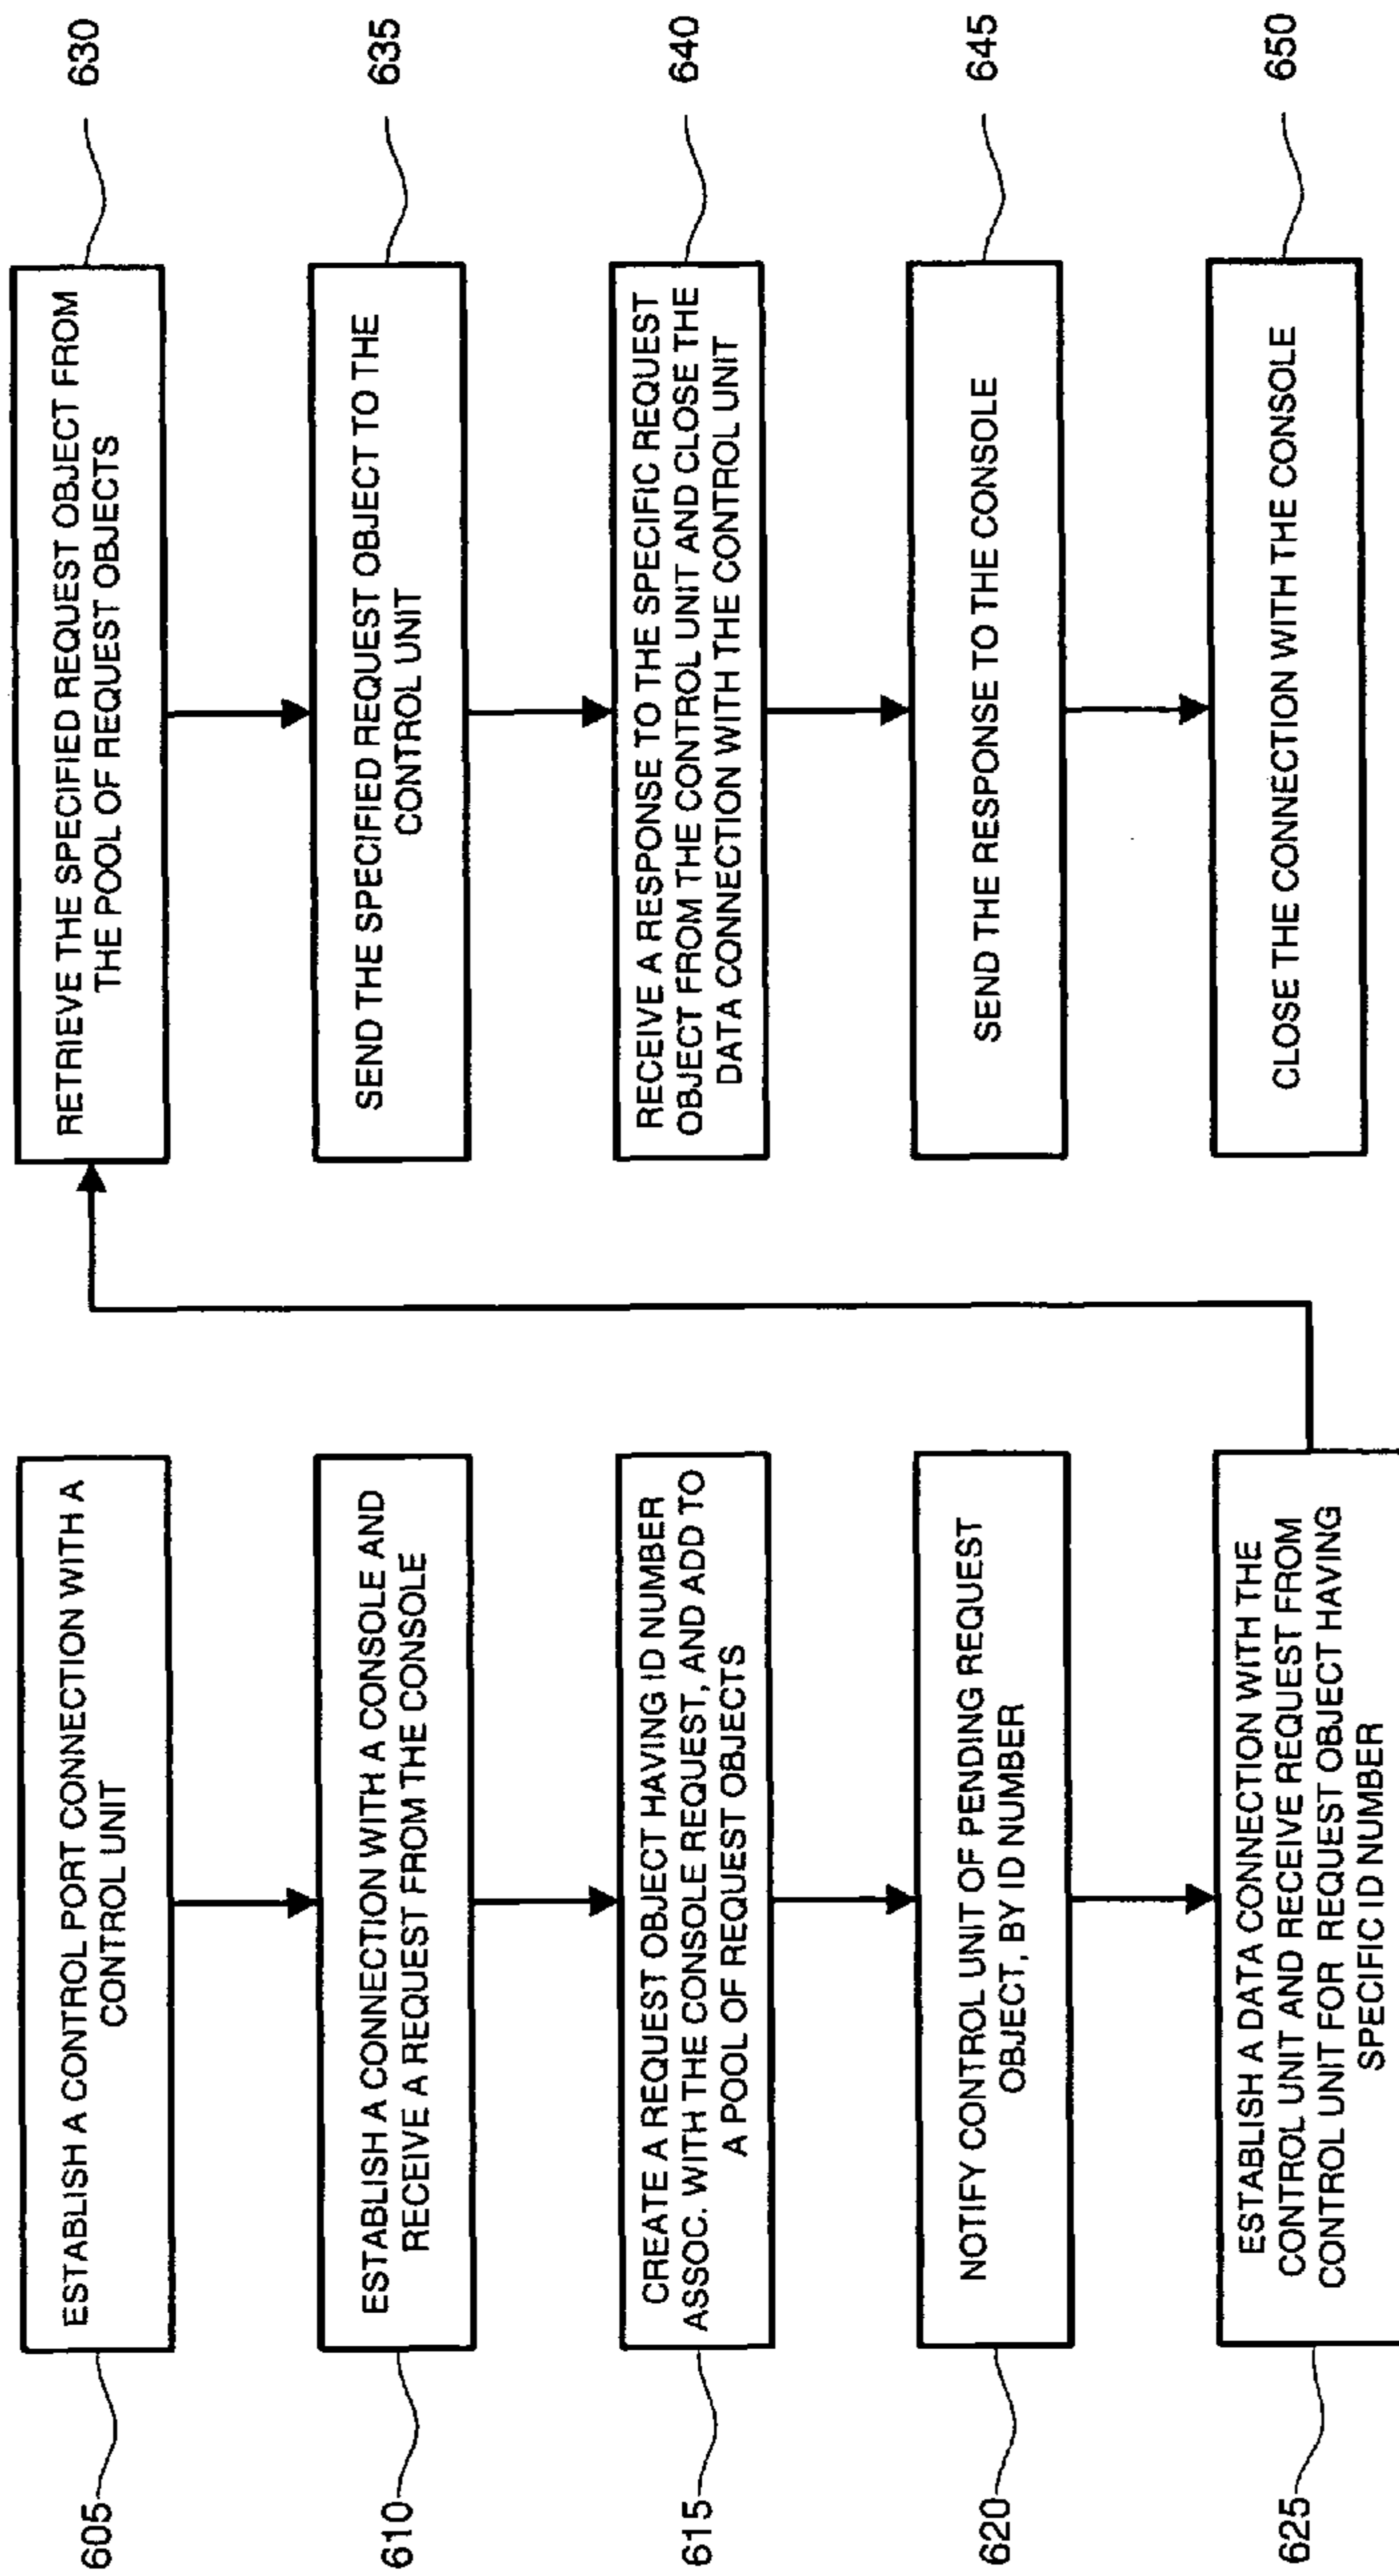 605
ESTABLISH A CONTROL PORT CONNECTION WITH A
CONTROL UNIT
610
ESTABLISH A CONNECTION WITH A CONSOLE AND
RECEIVE A REQUEST FROM THE CONSOLE
615
CREATE A REQUEST OBJECT HAVING ID NUMBER
ASSOC. WITH THE CONSOLE REQUEST, AND ADD TO
A POOL OF REQUEST OBJECTS
620
NOTIFY CONTROL UNIT OF PENDING REQUEST
OBJECT, BY ID NUMBER
625
ESTABLISH A DATA CONNECTION WITH THE
CONTROL UNIT AND RECEIVE REQUEST FROM
CONTROL UNIT FOR REQUEST OBJECT HAVING
SPECIFIC ID NUMBER
630
RETRIEVE THE SPECIFIED REQUEST OBJECT FROM
THE POOL OF REQUEST OBJECTS
635
SEND THE SPECIFIED REQUEST OBJECT TO THE
CONTROL UNIT
640
RECEIVE A RESPONSE TO THE SPECIFIC REQUEST
OBJECT FROM THE CONTROL UNIT AND CLOSE THE
DATA CONNECTION WITH THE CONTROL UNIT
645
SEND THE RESPONSE TO THE CONSOLE
650
CLOSE THE CONNECTION WITH THE CONSOLE